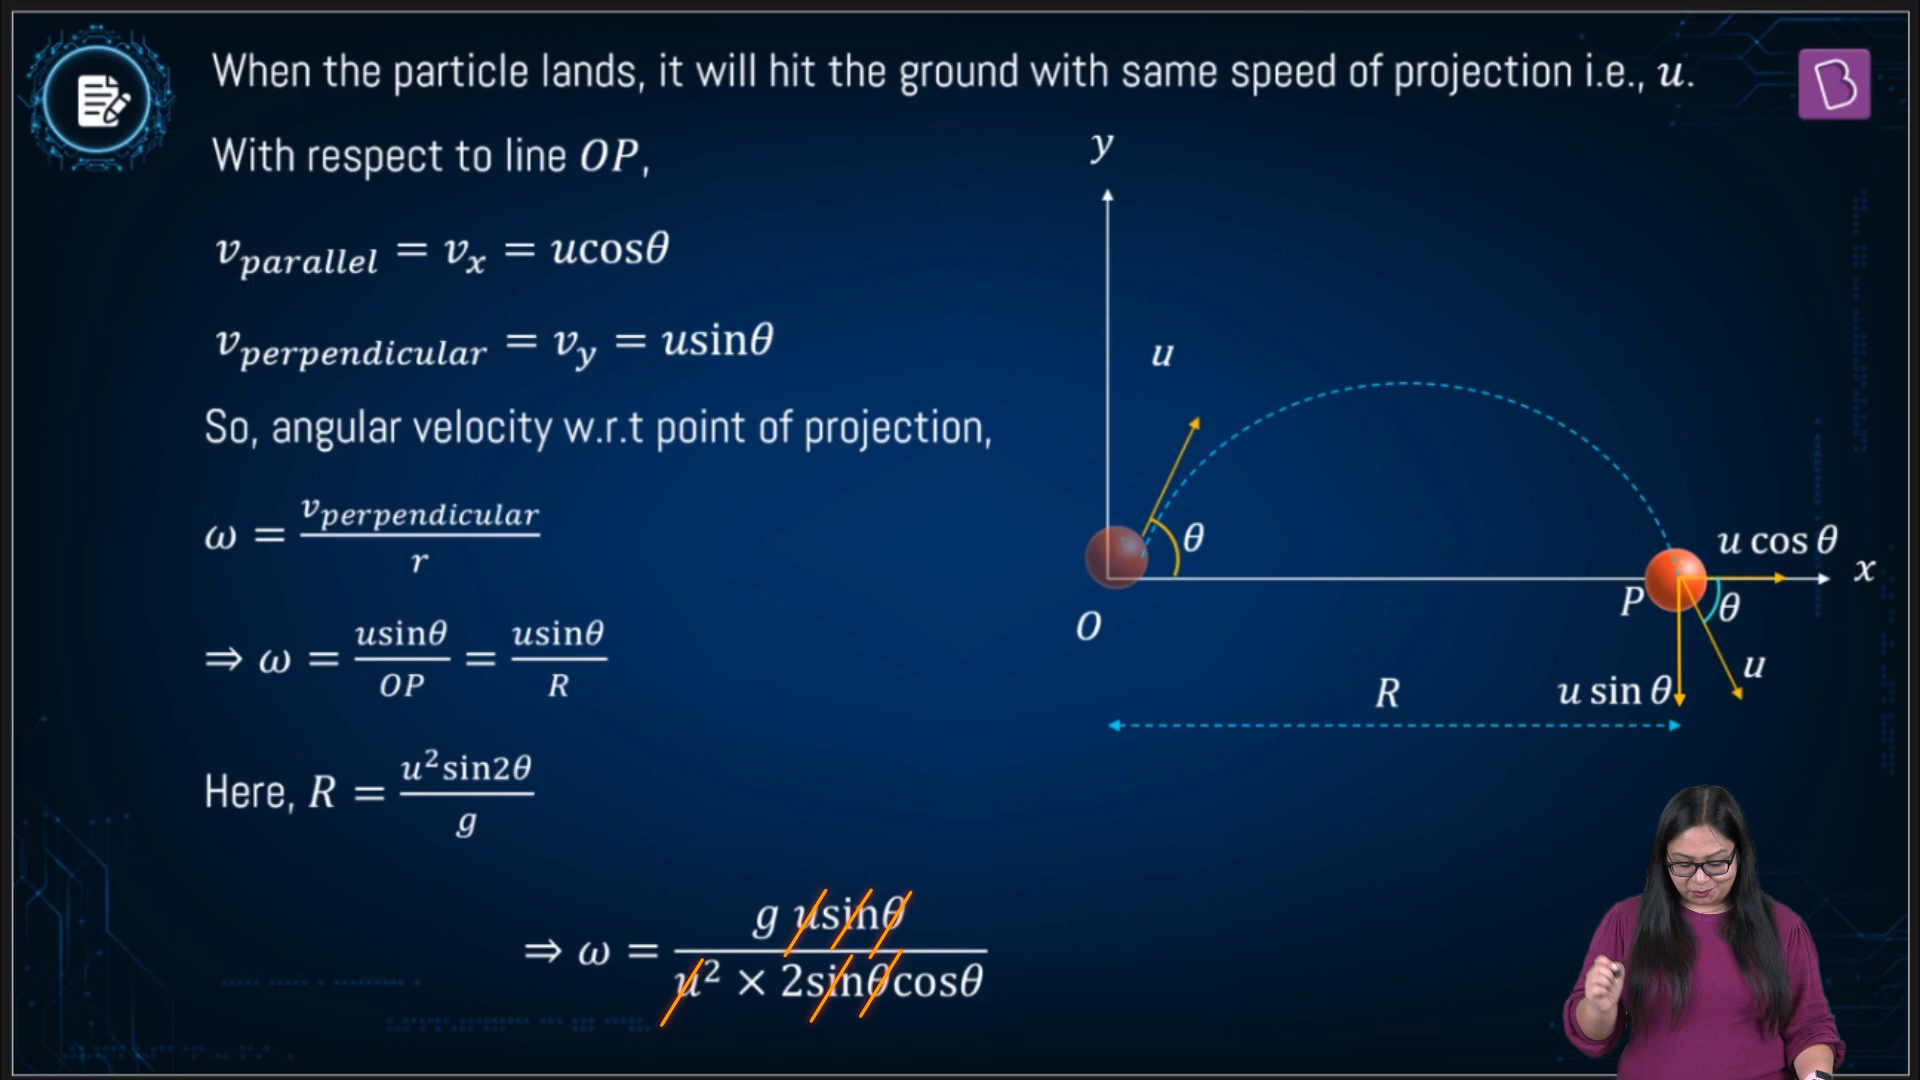 When the particle lands, it will hit the ground with same speed of projection i.e., u.
With respect to line OP,
v_parallel = v_x = ucosθ
v_perpendicular = v_y = usinθ
So, angular velocity w.r.t point of projection,
ω = v_perpendicular / r
⇒ ω = usinθ / OP = usinθ / R
Here, R = u²sin2θ / g
⇒ ω = g usinθ / u² × 2sinθcosθ
y
u
θ
u cos θ
x
P
θ
O
u
R
u sin θ
B